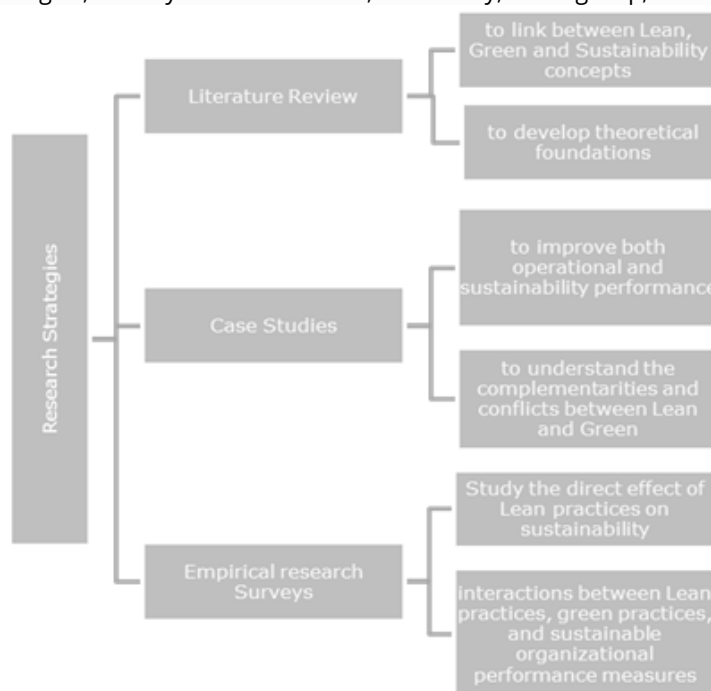 Research Strategies
Literature Review
to link between Lean,
Green and Sustainability
concepts
to develop theoretical
foundations
Case Studies
to improve both
operational and
sustainability performance
to understand the
complementarities and
conflicts between Lean
and Green
Empirical research
Surveys
Study the direct effect of
Lean practices on
sustainability
interactions between Lean
practices, green practices,
and sustainable
organizational
performance measures